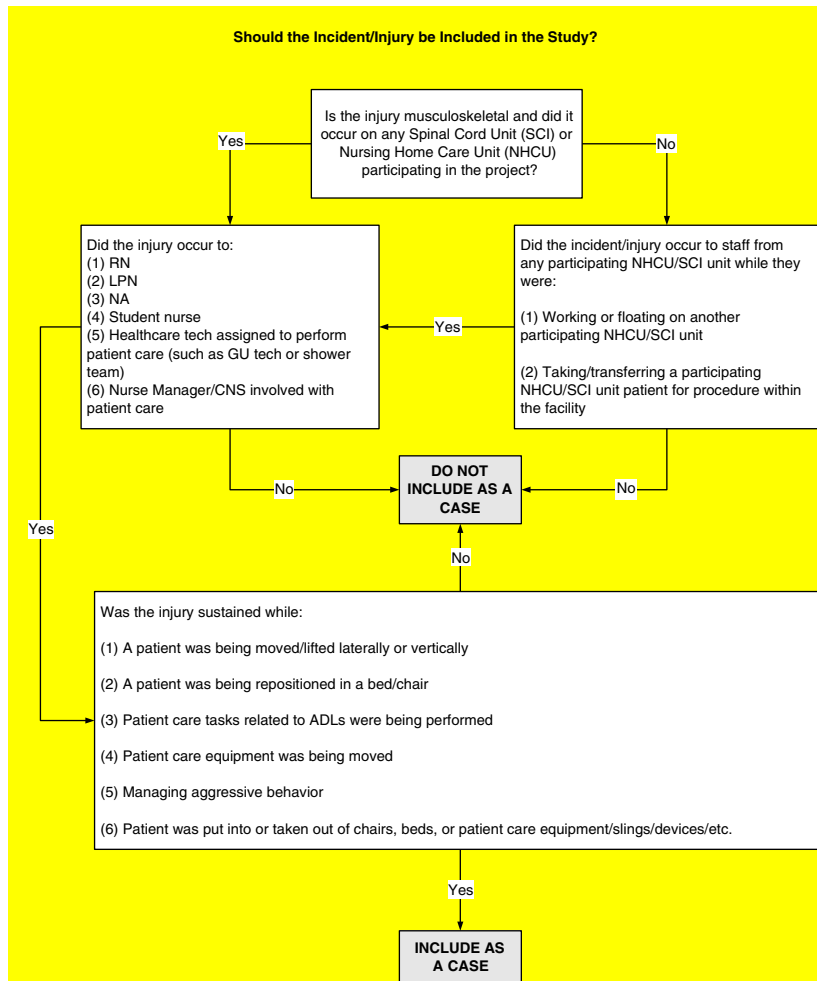 Should the Incident/Injury be Included in the Study?
Is the injury musculoskeletal and did it
occur on any Spinal Cord Unit (SCI) or
Nursing Home Care Unit (NHCU)
participating in the project?
Yes
No
Did the injury occur to:
(1) RN
(2) LPN
(3) NA
(4) Student nurse
(5) Healthcare tech assigned to perform
patient care (such as GU tech or shower
team)
(6) Nurse Manager/CNS involved with
patient care
Yes
Did the incident/injury occur to staff from
any participating NHCU/SCI unit while they
were:
(1) Working or floating on another
participating NHCU/SCI unit
(2) Taking/transferring a participating
NHCU/SCI unit patient for procedure within
the facility
No
DO NOT
INCLUDE AS A
CASE
No
Yes
No
Was the injury sustained while:
(1) A patient was being moved/lifted laterally or vertically
(2) A patient was being repositioned in a bed/chair
(3) Patient care tasks related to ADLs were being performed
(4) Patient care equipment was being moved
(5) Managing aggressive behavior
(6) Patient was put into or taken out of chairs, beds, or patient care equipment/slings/devices/etc.
Yes
INCLUDE AS
A CASE